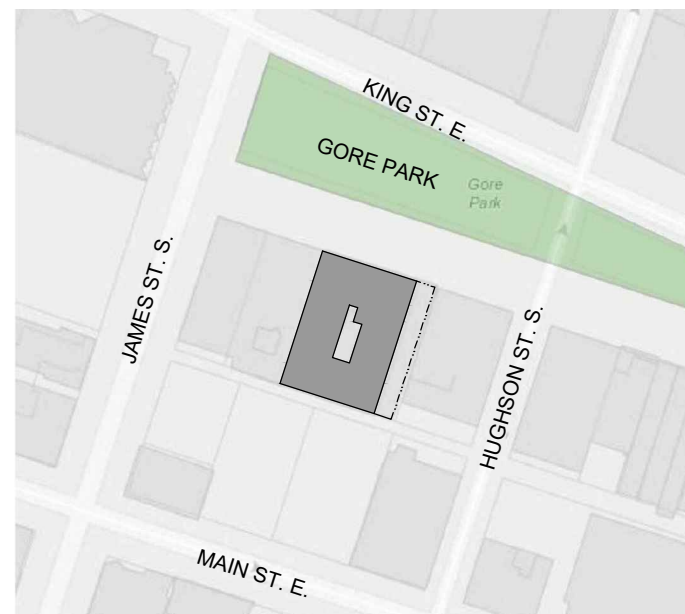 KING ST. E.
GORE PARK
Gore
Park
JAMES ST. S.
HUGHSON ST. S.
MAIN ST. E.